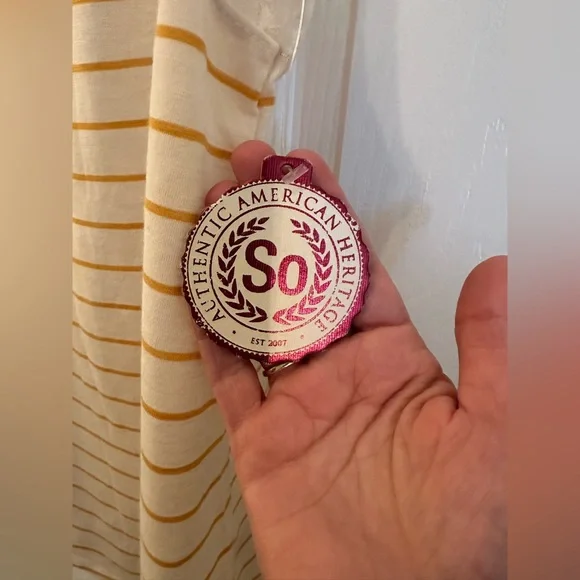 AUTHENTIC AMERICAN HERITAGE
So
EST 2007